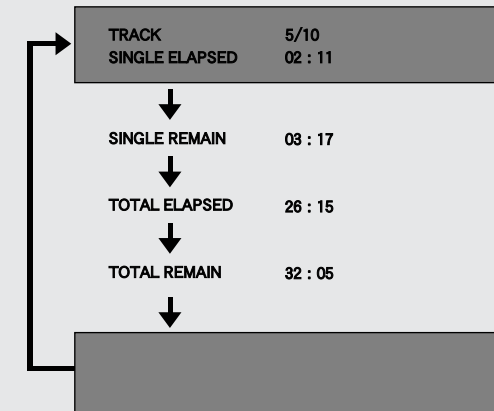 TRACK 5/10
SINGLE ELAPSED 02 : 11
SINGLE REMAIN 03 : 17
TOTAL ELAPSED 26 : 15
TOTAL REMAIN 32 : 05